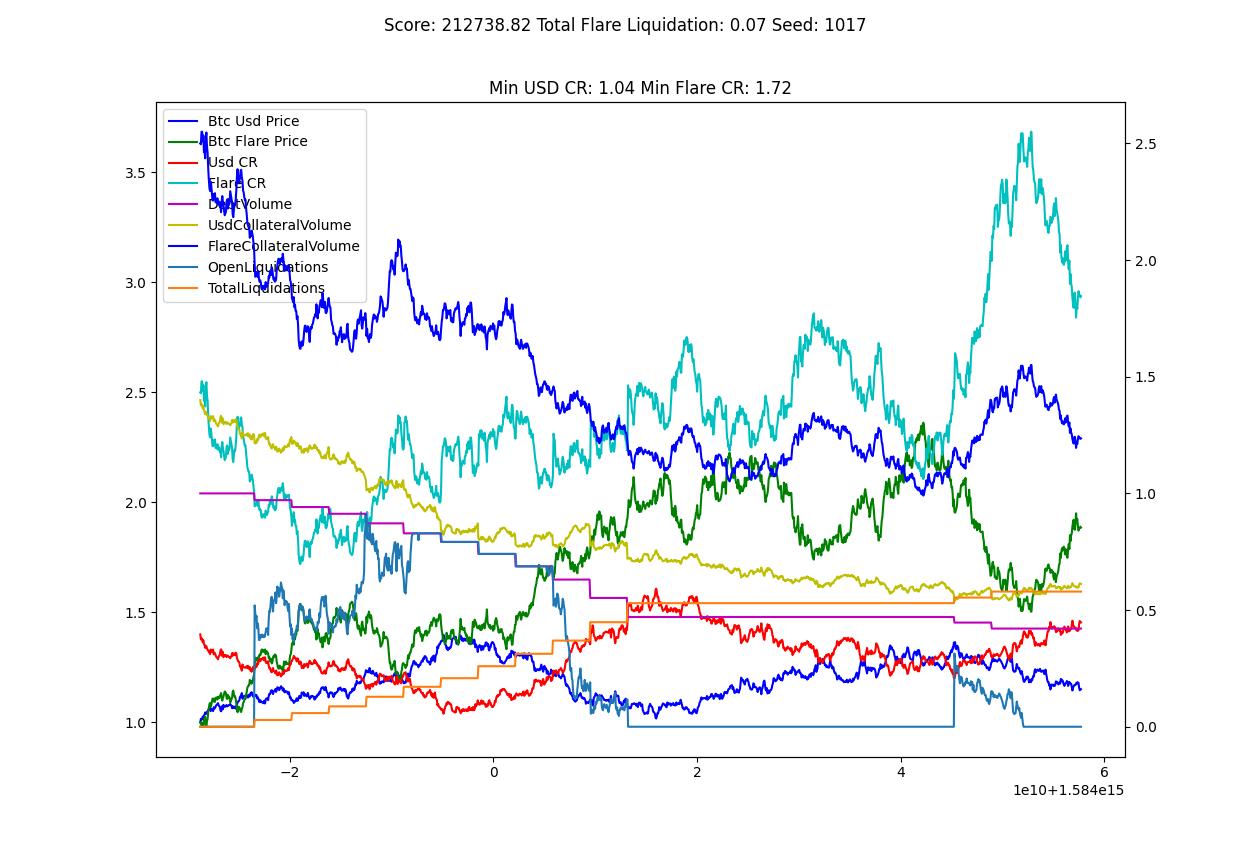 Score: 212738.82 Total Flare Liquidation: 0.07 Seed: 1017
Min USD CR: 1.04 Min Flare CR: 1.72
Btc Usd Price
Btc Flare Price
Usd CR
Flare CR
DebtVolume
UsdCollateralVolume
FlareCollateralVolume
OpenLiquidations
TotalLiquidations
3.5
3.0
2.5
2.0
1.5
1.0
2.5
2.0
1.5
1.0
0.5
0.0
−2
0
2
4
6
1e10+1.584e15